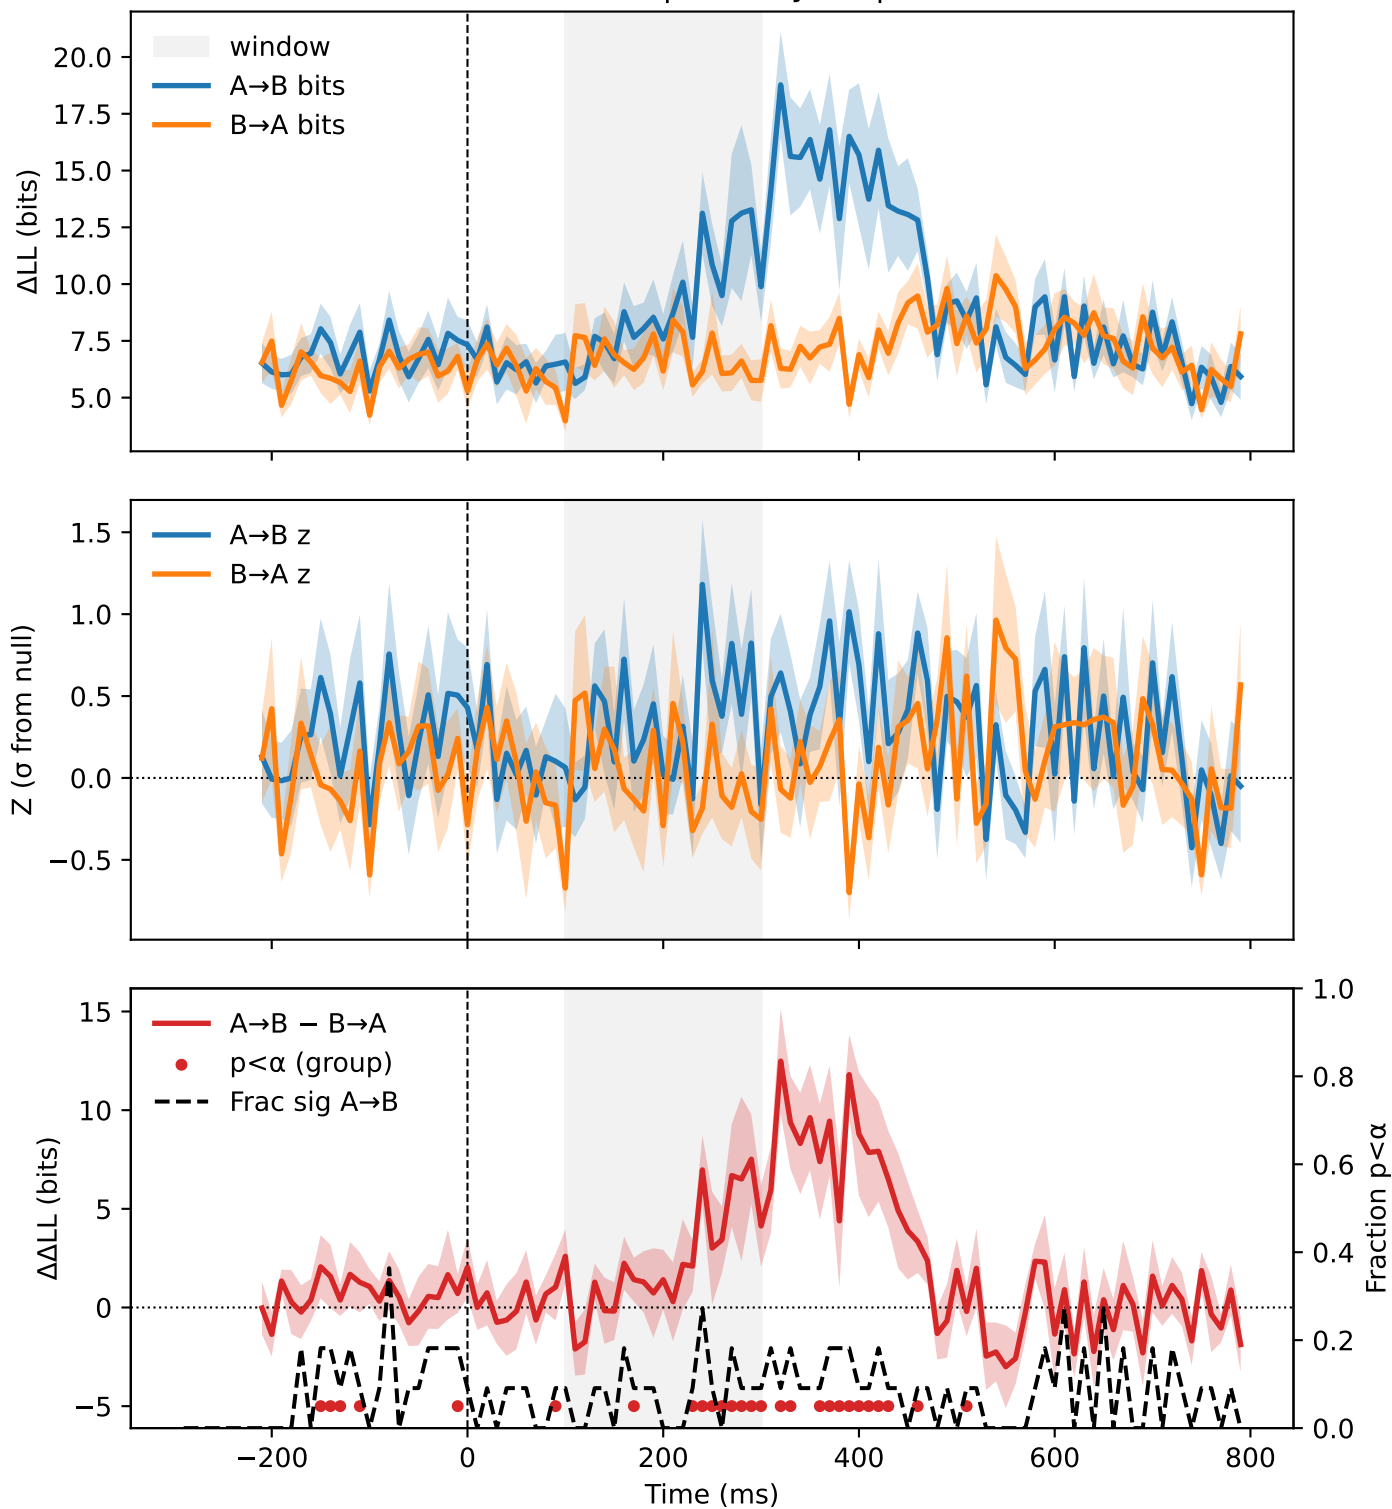 20.0
17.5
15.0
12.5
10.0
7.5
5.0
ΔLL (bits)
window
A→B bits
B→A bits
1.5
1.0
0.5
0.0
−0.5
Z (σ from null)
A→B z
B→A z
15
10
5
0
−5
ΔΔLL (bits)
A→B − B→A
p<α (group)
Frac sig A→B
1.0
0.8
0.6
0.4
0.2
0.0
Fraction p<α
−200 0 200 400 600 800
Time (ms)